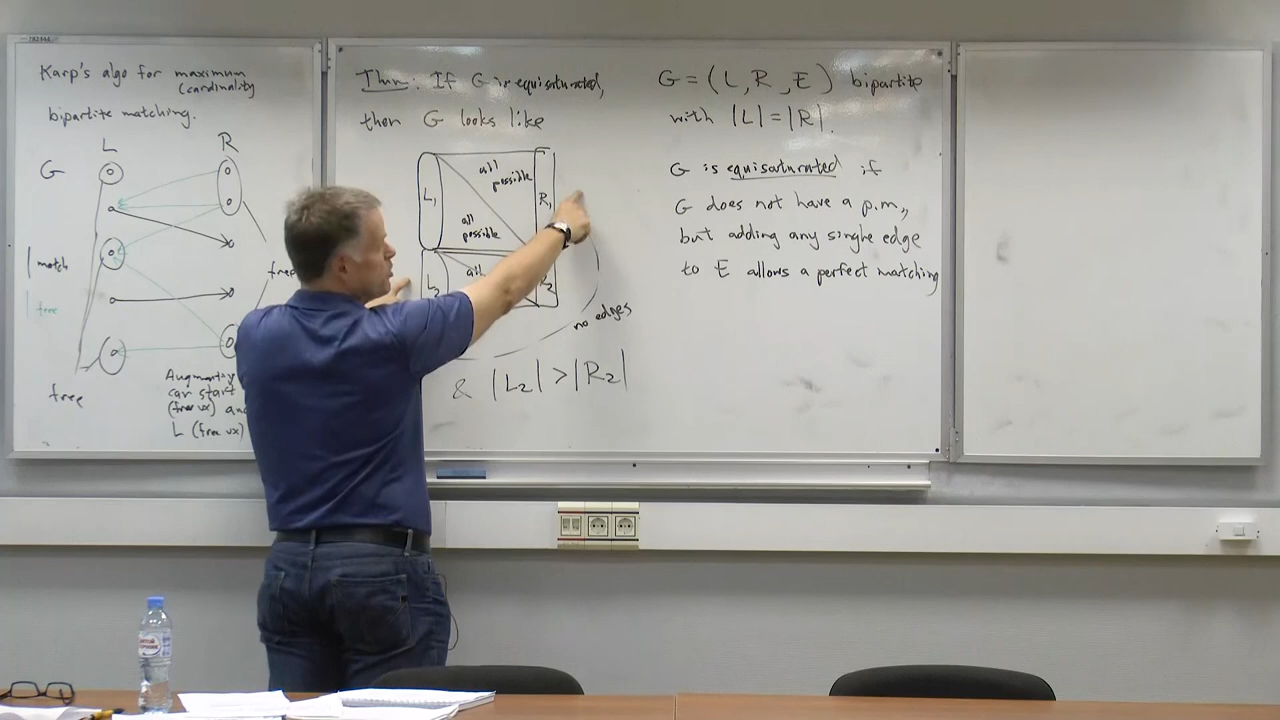 Karp's algo for maximum
(cardinality
bipartite matching.
L R
G
match
free
free
free
Augmenting
can start
(free vx) and
L (free vx)
Thm: If G is equisaturated,
then G looks like
L1
all
possible
R1
all
possible
L2
all
R2
no edges
& |L2| > |R2|
G = (L, R, E) bipartite
with |L| = |R|.
G is equisaturated if
G does not have a p.m.,
but adding any single edge
to E allows a perfect matching